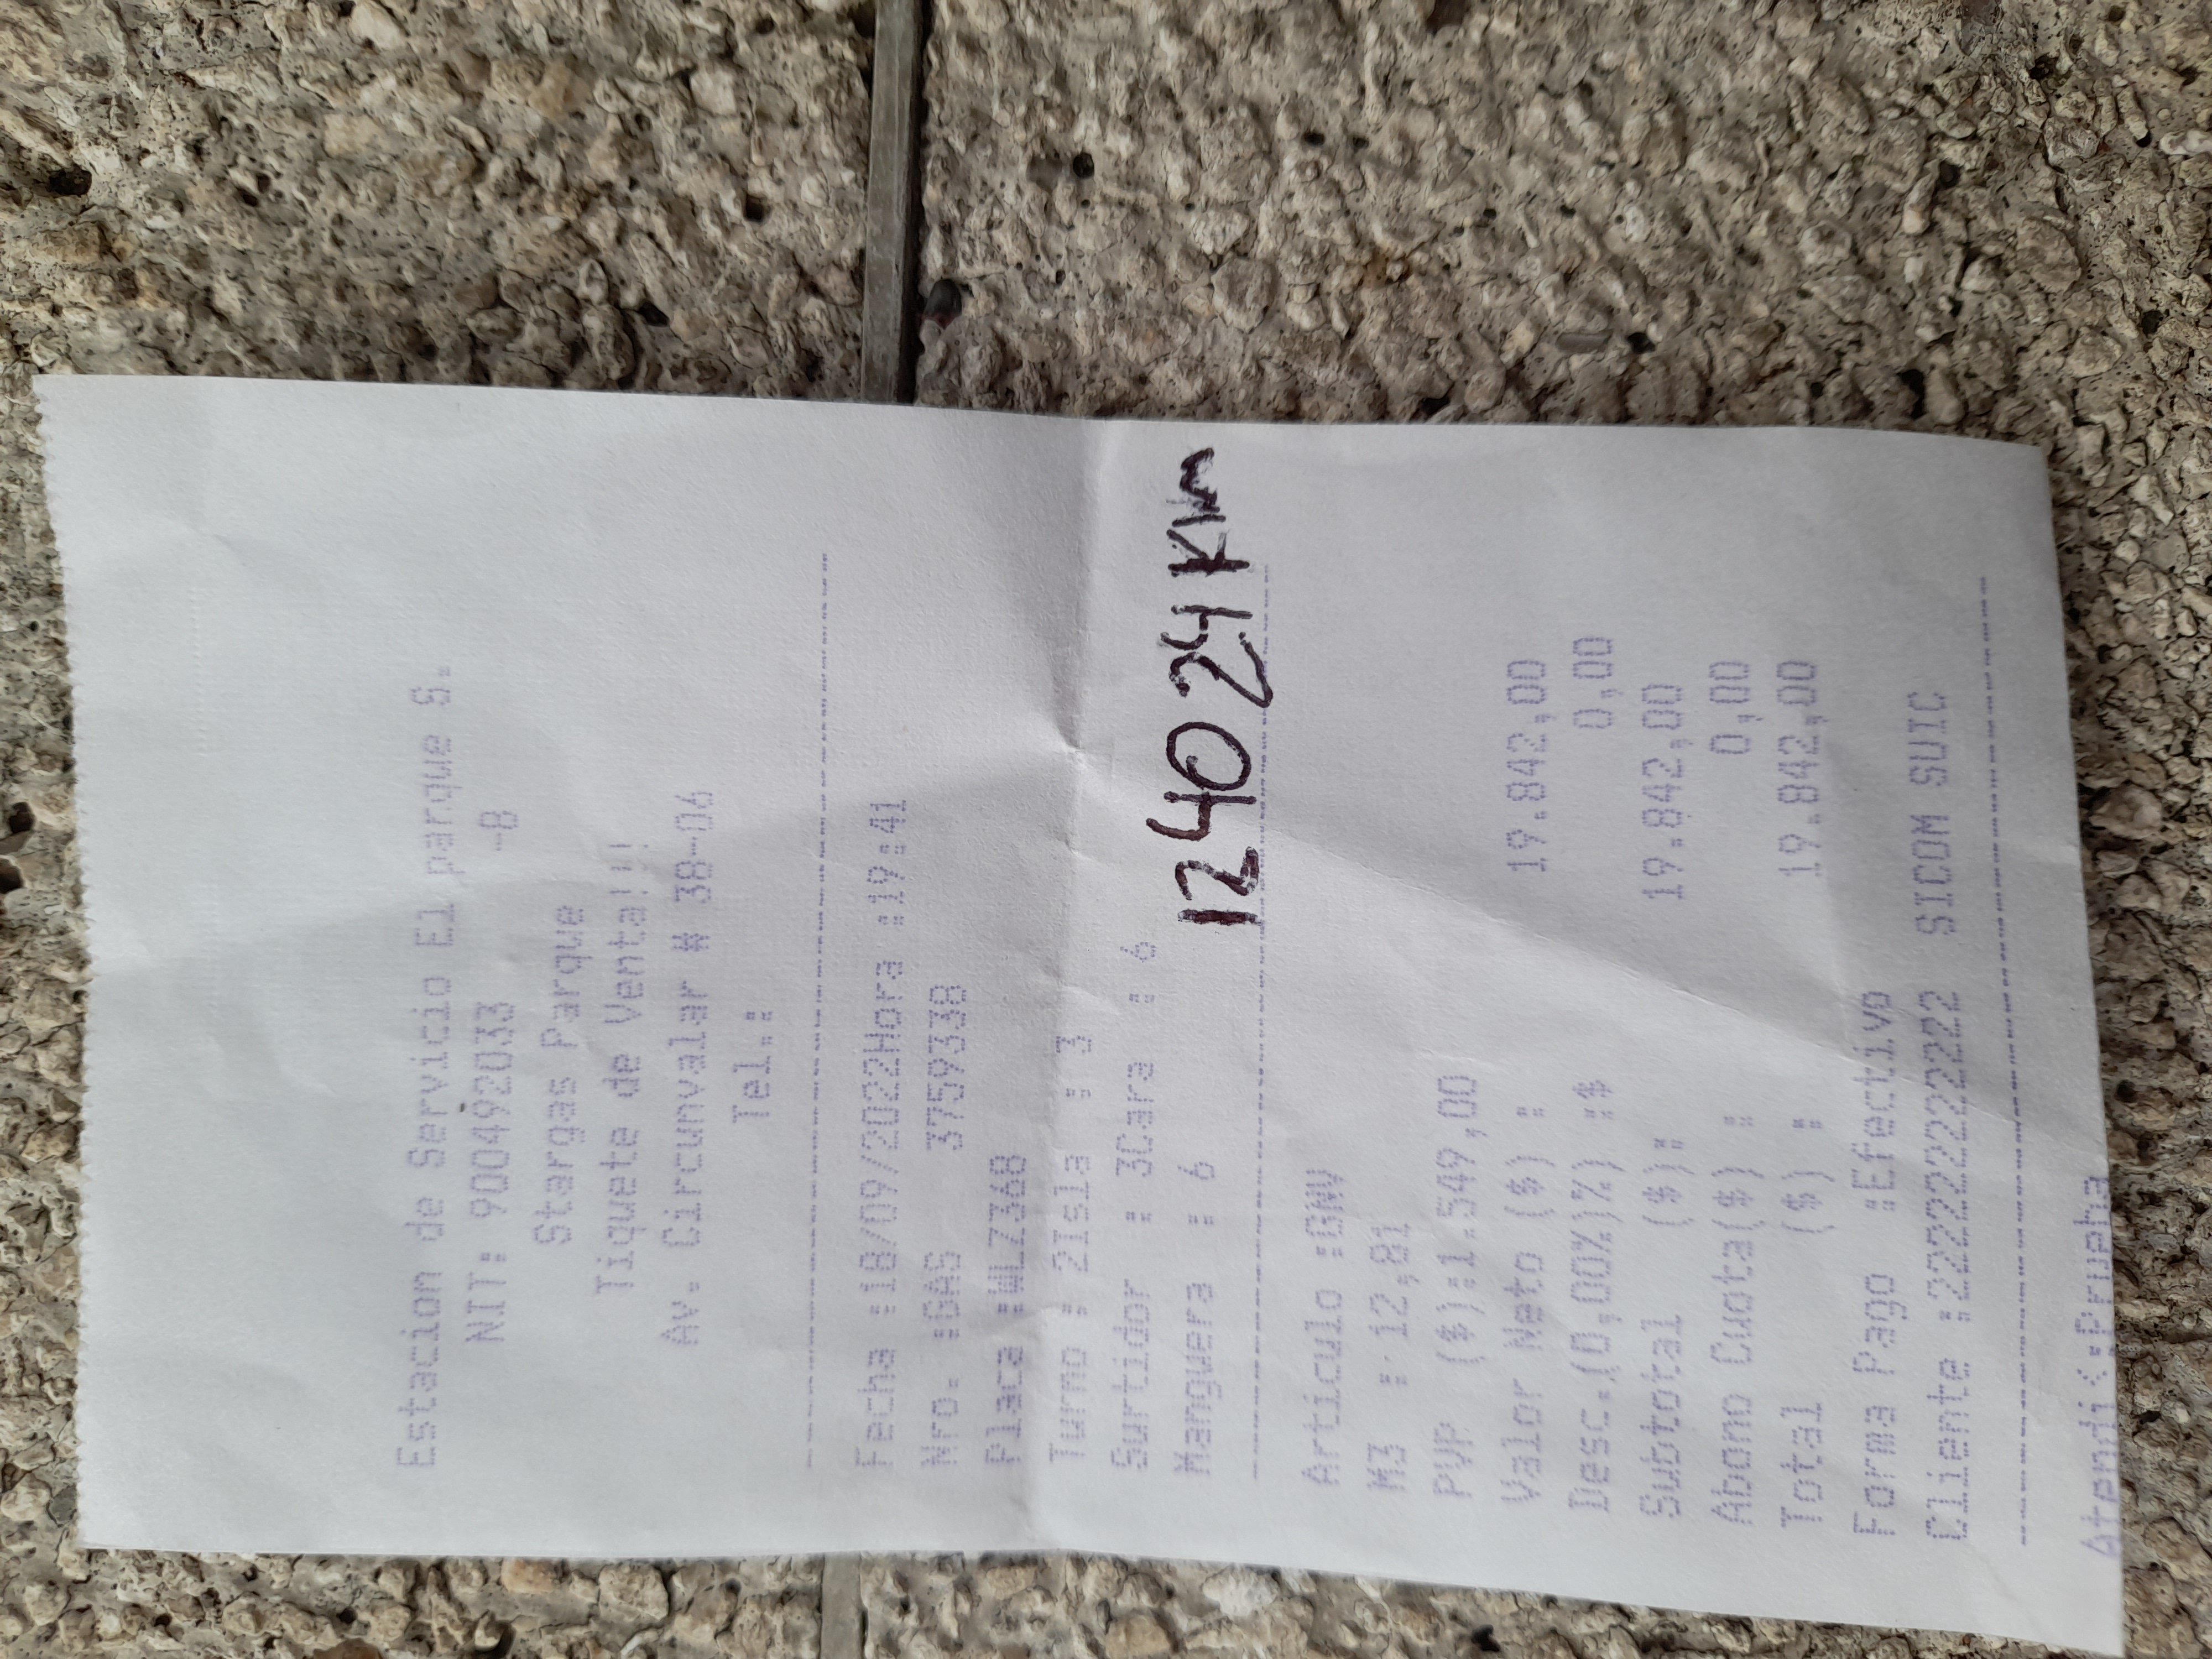 Estacion de Servicio El parque S.
NIT: 900492033 -8
Stargas Parque
Tiquete de Venta!!!
Av. Circunvalar # 38-06
Tel.:
Fecha :18/09/2022Hora :19:41
Nro. :GAS 3759338
Placa :WLZ368
Turno : 2Isla : 3
Surtidor : 3Cara : 6
Manguera : 6
124024 Km
Articulo :GNV
M3 : 12,81
PVP ($):1.549,00
Valor Neto ($) : 19.842,00
Desc.(0,00%)%) :$ 0,00
Subtotal ($): 19.842,00
Abono Cuota($) : 0,00
Total ($) : 19.842,00
Forma Pago :Efectivo
Cliente :222222222222 SICOM SUIC
Atendi<:Prueba